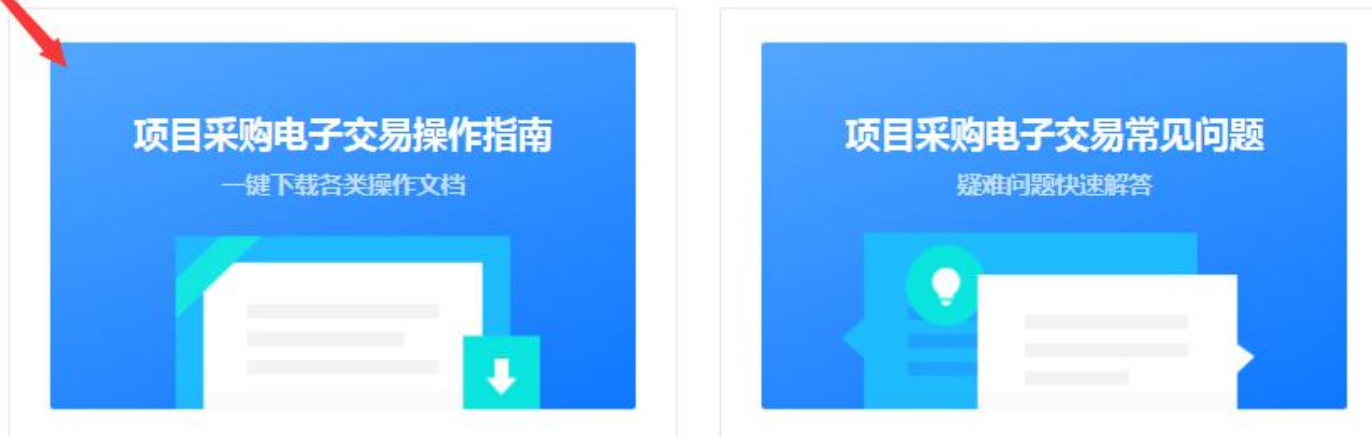 项目采购电子交易操作指南
一键下载各类操作文档
项目采购电子交易常见问题
疑难问题快速解答